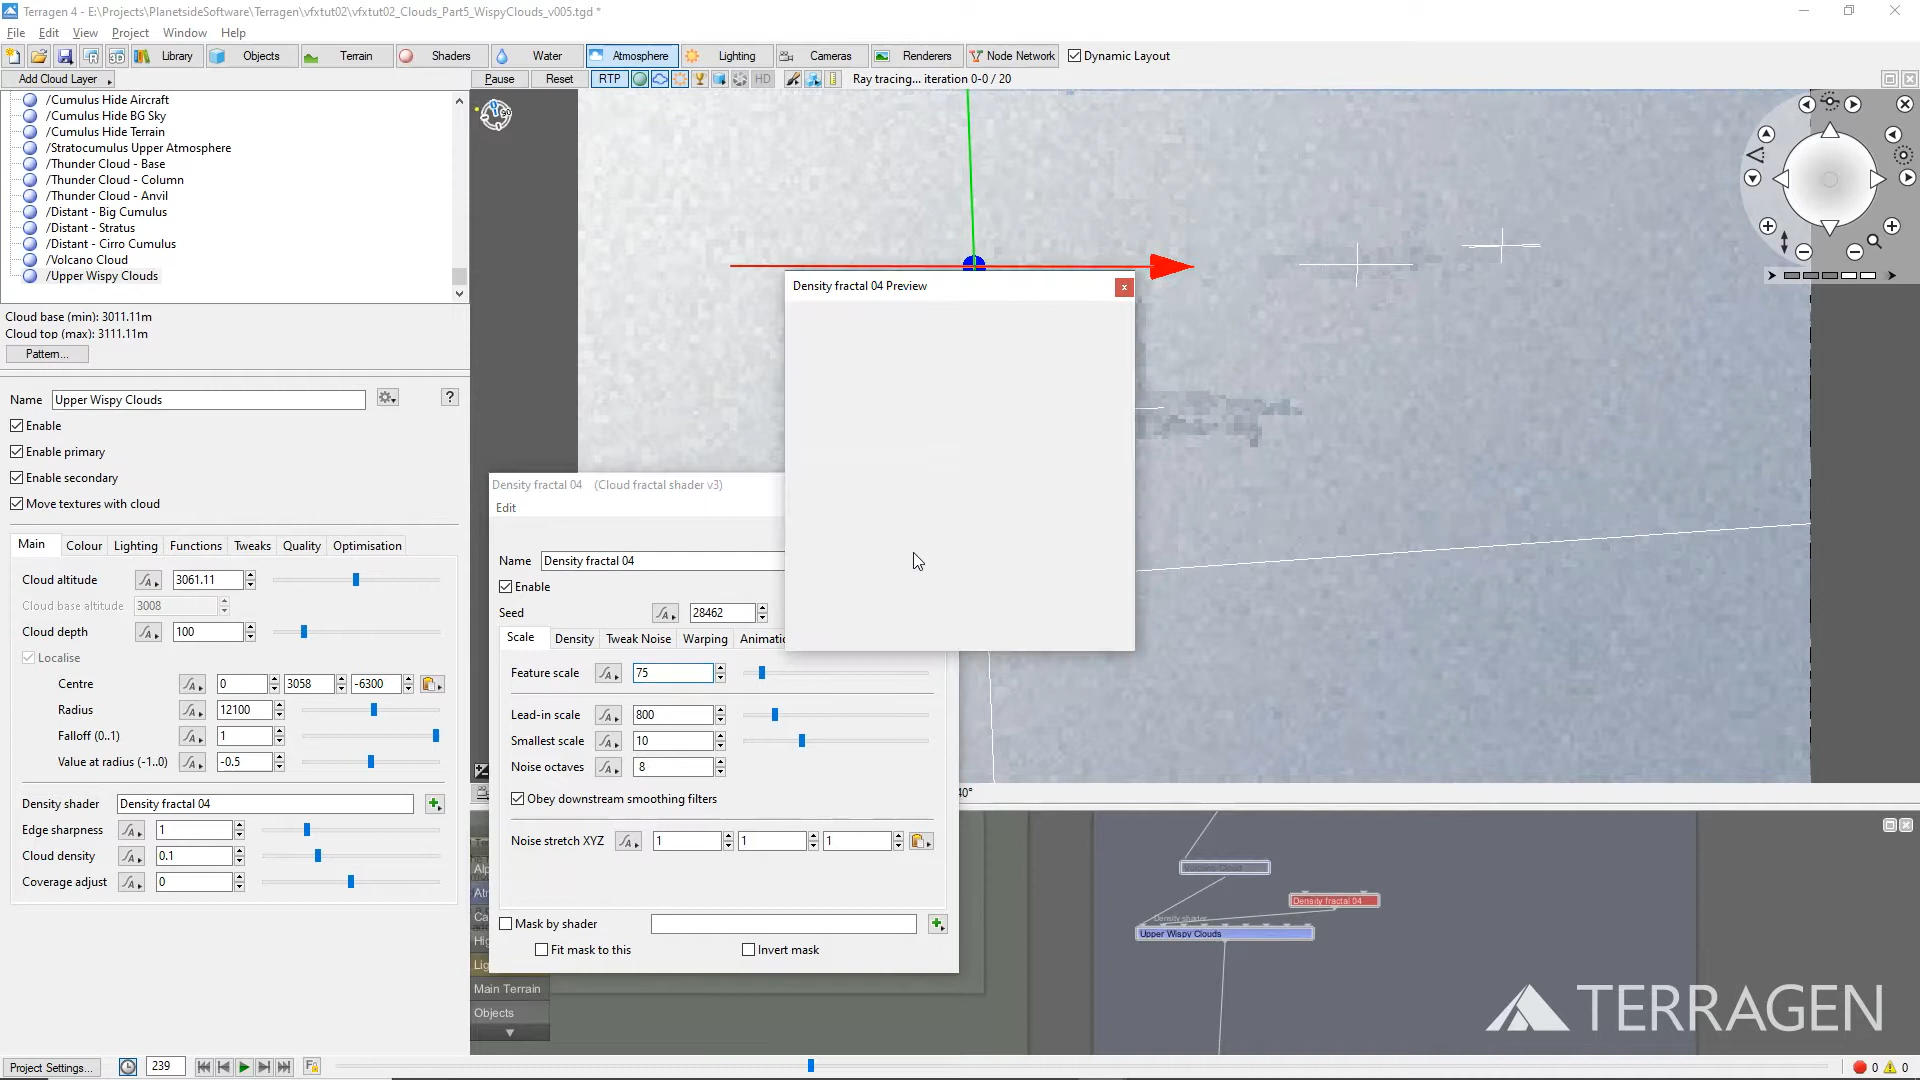 Terragen 4 - E:\Projects\PlanetsideSoftware\Terragen\vfxtut02\vfxtut02_Clouds_Part5_WispyClouds_v005.tgd *
File Edit View Project Window Help
Library Objects Terrain Shaders Water Atmosphere Lighting Cameras Renderers Node Network Dynamic Layout
Add Cloud Layer Pause Reset RTP HD Ray tracing... iteration 0-0 / 20
/Cumulus Hide Aircraft
/Cumulus Hide BG Sky
/Cumulus Hide Terrain
/Stratocumulus Upper Atmosphere
/Thunder Cloud - Base
/Thunder Cloud - Column
/Thunder Cloud - Anvil
/Distant - Big Cumulus
/Distant - Stratus
/Distant - Cirro Cumulus
/Volcano Cloud
/Upper Wispy Clouds
Cloud base (min): 3011.11m
Cloud top (max): 3111.11m
Pattern...
Name Upper Wispy Clouds ?
Enable
Enable primary
Enable secondary
Move textures with cloud
Main Colour Lighting Functions Tweaks Quality Optimisation
Cloud altitude 3061.11
Cloud base altitude 3008
Cloud depth 100
Localise
Centre 0 3058 -6300
Radius 12100
Falloff (0..1) 1
Value at radius (-1..0) -0.5
Density shader Density fractal 04
Edge sharpness 1
Cloud density 0.1
Coverage adjust 0
Density fractal 04 Preview
Density fractal 04 (Cloud fractal shader v3)
Edit
Name Density fractal 04
Enable
Seed 28462
Scale Density Tweak Noise Warping Animatio
Feature scale 75
Lead-in scale 800
Smallest scale 10
Noise octaves 8
Obey downstream smoothing filters
Noise stretch XYZ 1 1 1
Mask by shader
Fit mask to this Invert mask
Main Terrain
Objects
Density fractal 04
Density shader
Upper Wispy Clouds
TERRAGEN
Project Settings... 239 0 0